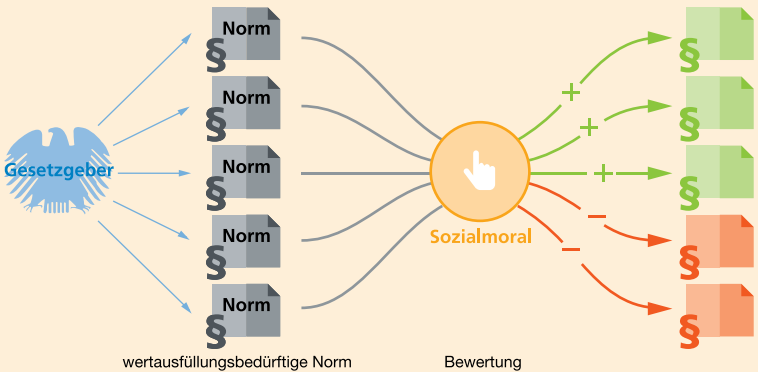 Gesetzgeber
§ Norm
§ Norm
§ Norm
§ Norm
§ Norm
wertausfüllungsbedürftige Norm
Sozialmoral
Bewertung
+
+
+
−
−
§
§
§
§
§